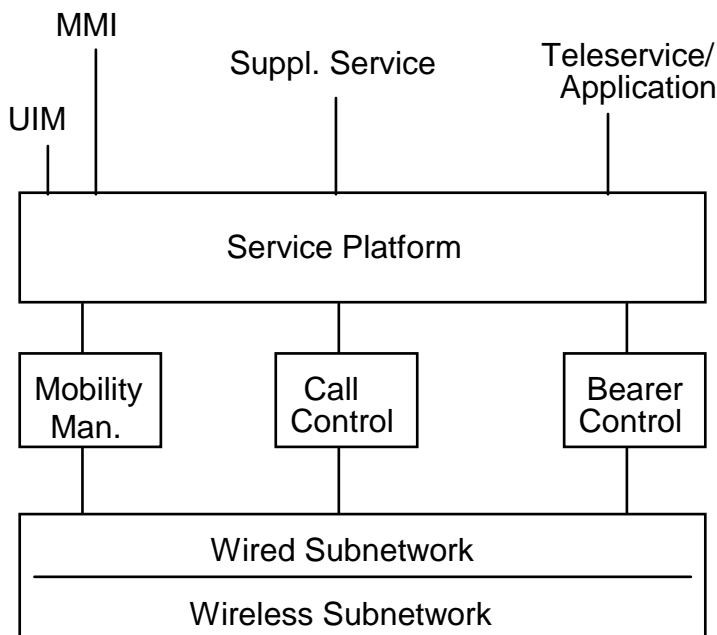 MMI
Suppl. Service
Teleservice/
Application
UIM
Service Platform
Mobility
Man.
Call
Control
Bearer
Control
Wired Subnetwork
Wireless Subnetwork